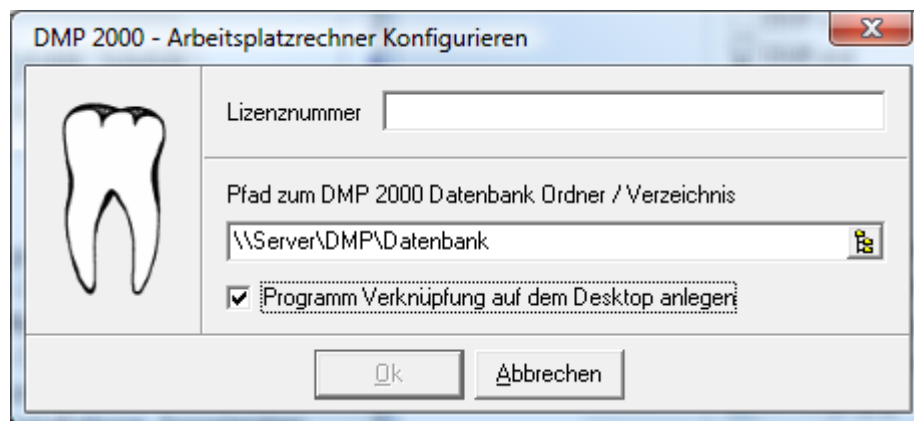 DMP 2000 - Arbeitsplatzrechner Konfigurieren
Lizenznummer
Pfad zum DMP 2000 Datenbank Ordner / Verzeichnis
\\Server\DMP\Datenbank
Programm Verknüpfung auf dem Desktop anlegen
Ok Abbrechen